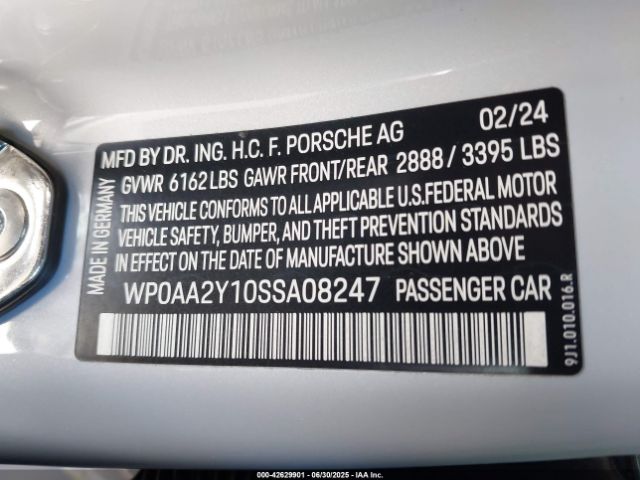 MFD BY DR. ING. H.C. F. PORSCHE AG 02/24
GVWR 6162 LBS GAWR FRONT/REAR 2888 / 3395 LBS
THIS VEHICLE CONFORMS TO ALL APPLICABLE U.S.FEDERAL MOTOR
VEHICLE SAFETY, BUMPER, AND THEFT PREVENTION STANDARDS
IN EFFECT ON THE DATE OF MANUFACTURE SHOWN ABOVE
WP0AA2Y10SSA08247 PASSENGER CAR
MADE IN GERMANY
9J1.010.016.R
000-42629901 - 06/30/2025 - IAA Inc.